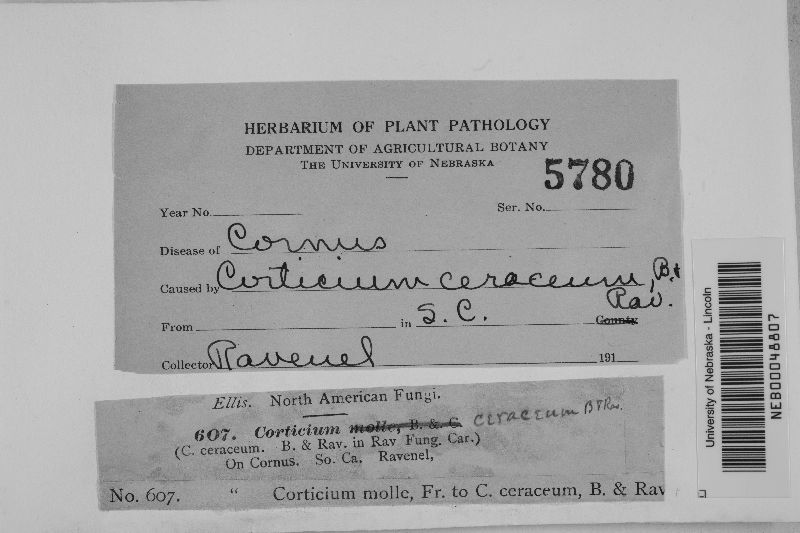 HERBARIUM OF PLANT PATHOLOGY
DEPARTMENT OF AGRICULTURAL BOTANY
THE UNIVERSITY OF NEBRASKA
5780
Year No.
Ser. No.
Disease of Cornus
Caused by Corticium ceraceum, B. &
Rav.
From in S. C. County
Collector Ravenel 191
Ellis. North American Fungi.
607. Corticium molle, B. & C. ceraceum B & Rav.
(C. ceraceum. B. & Rav. in Rav Fung. Car.)
On Cornus. So. Ca. Ravenel,
No. 607. " Corticium molle, Fr. to C. ceraceum, B. & Rav
University of Nebraska - Lincoln
NEB00048807